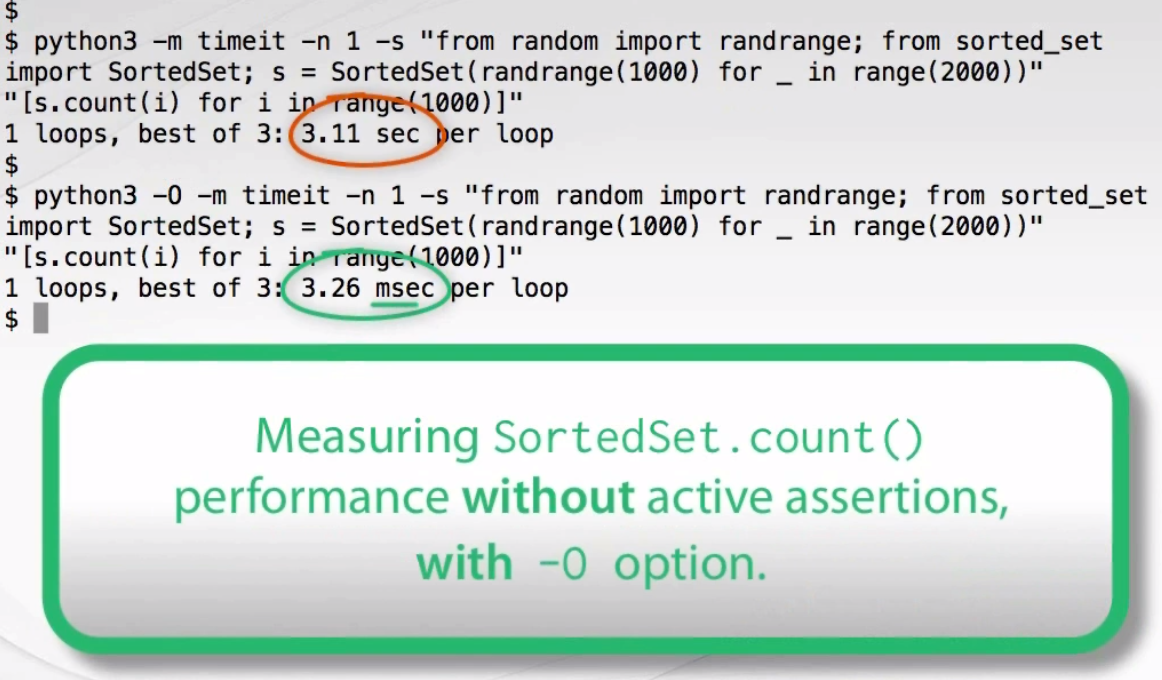 $
$ python3 -m timeit -n 1 -s "from random import randrange; from sorted_set
import SortedSet; s = SortedSet(randrange(1000) for _ in range(2000))"
"[s.count(i) for i in range(1000)]"
1 loops, best of 3: 3.11 sec per loop
$
$ python3 -O -m timeit -n 1 -s "from random import randrange; from sorted_set
import SortedSet; s = SortedSet(randrange(1000) for _ in range(2000))"
"[s.count(i) for i in range(1000)]"
1 loops, best of 3: 3.26 msec per loop
$
Measuring SortedSet.count()
performance without active assertions,
with -O option.